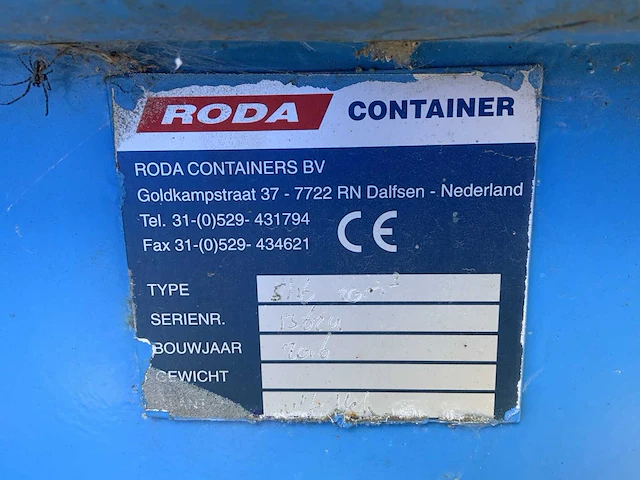 RODA CONTAINER
RODA CONTAINERS BV
Goldkampstraat 37 - 7722 RN Dalfsen - Nederland
Tel. 31-(0)529- 431794
Fax 31-(0)529- 434621
CE
TYPE
SERIENR.
BOUWJAAR
GEWICHT